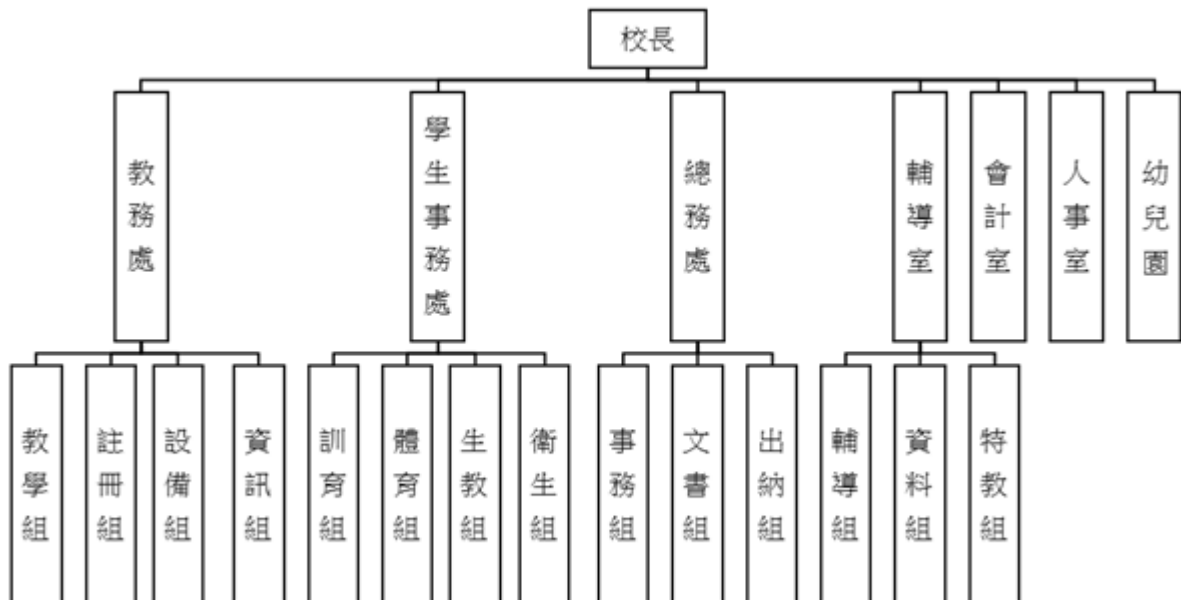 校長
教務處
學生事務處
總務處
輔導室
會計室
人事室
幼兒園
教學組
註冊組
設備組
資訊組
訓育組
體育組
生教組
衛生組
事務組
文書組
出納組
輔導組
資料組
特教組